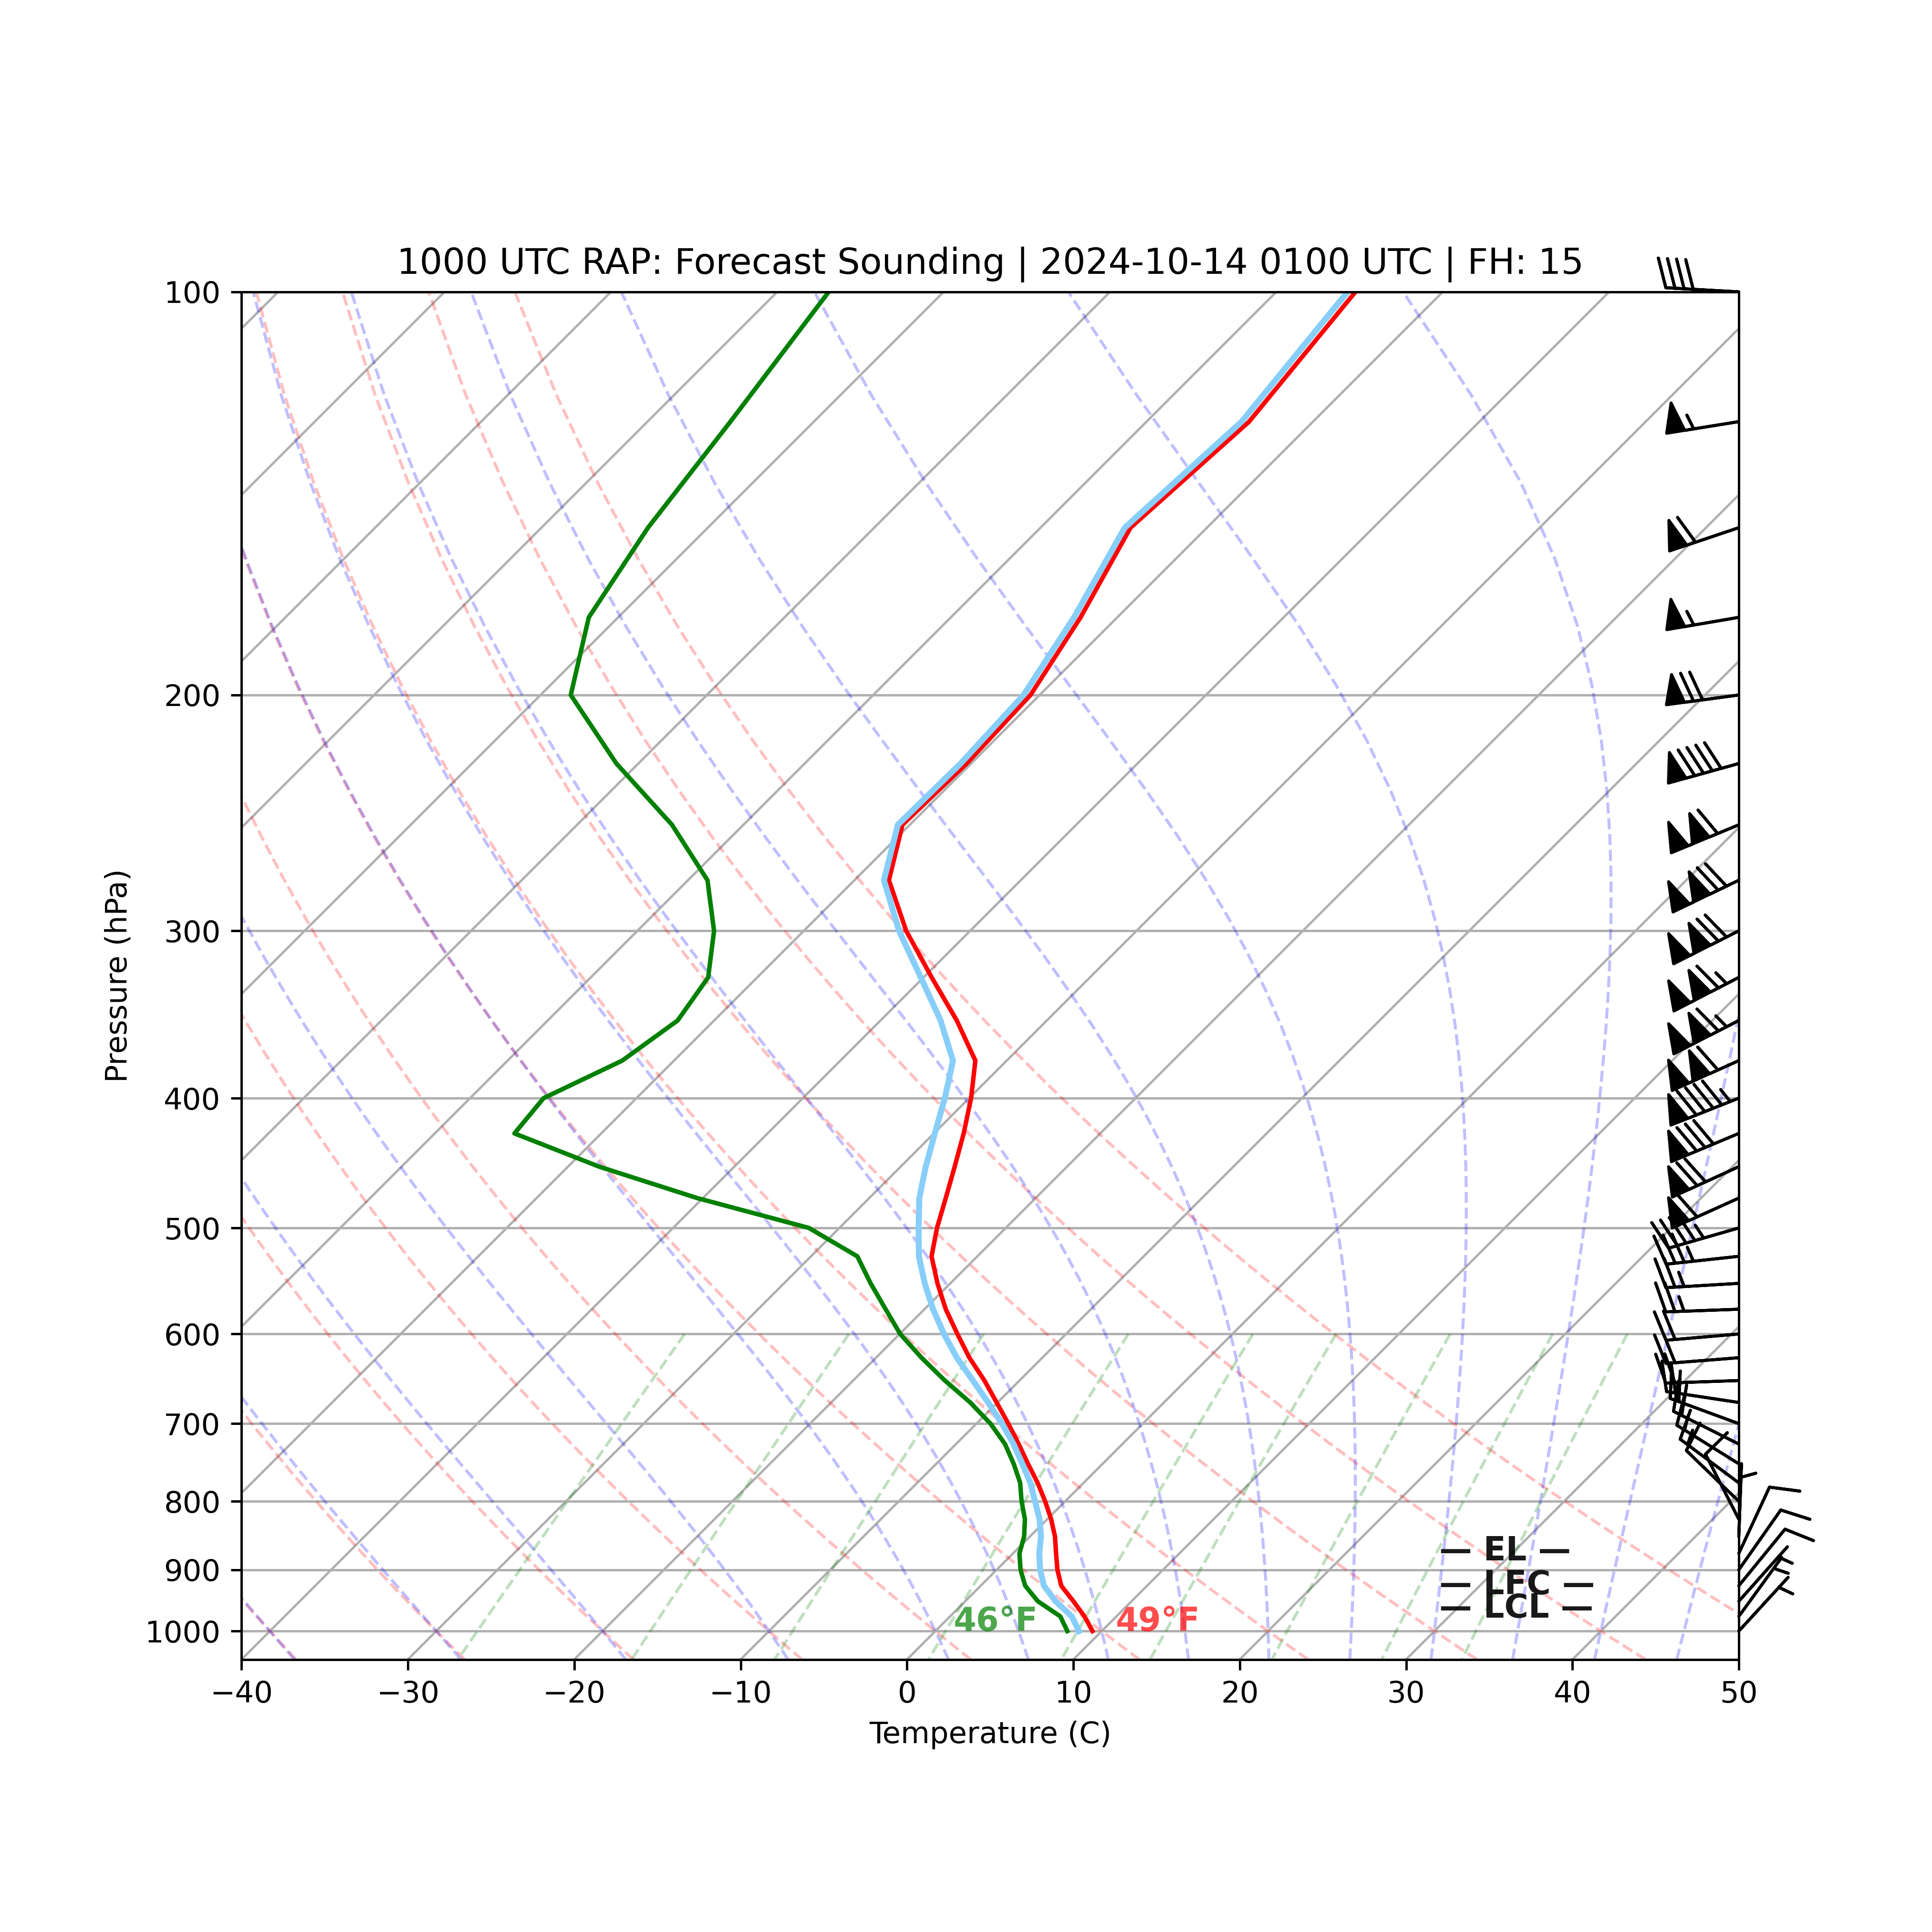 1000 UTC RAP: Forecast Sounding | 2024-10-14 0100 UTC | FH: 15
100
200
300
400
500
600
700
800
900
1000
Pressure (hPa)
— EL —
— LFC —
— LCL —
46°F
49°F
−40 −30 −20 −10 0 10 20 30 40 50
Temperature (C)